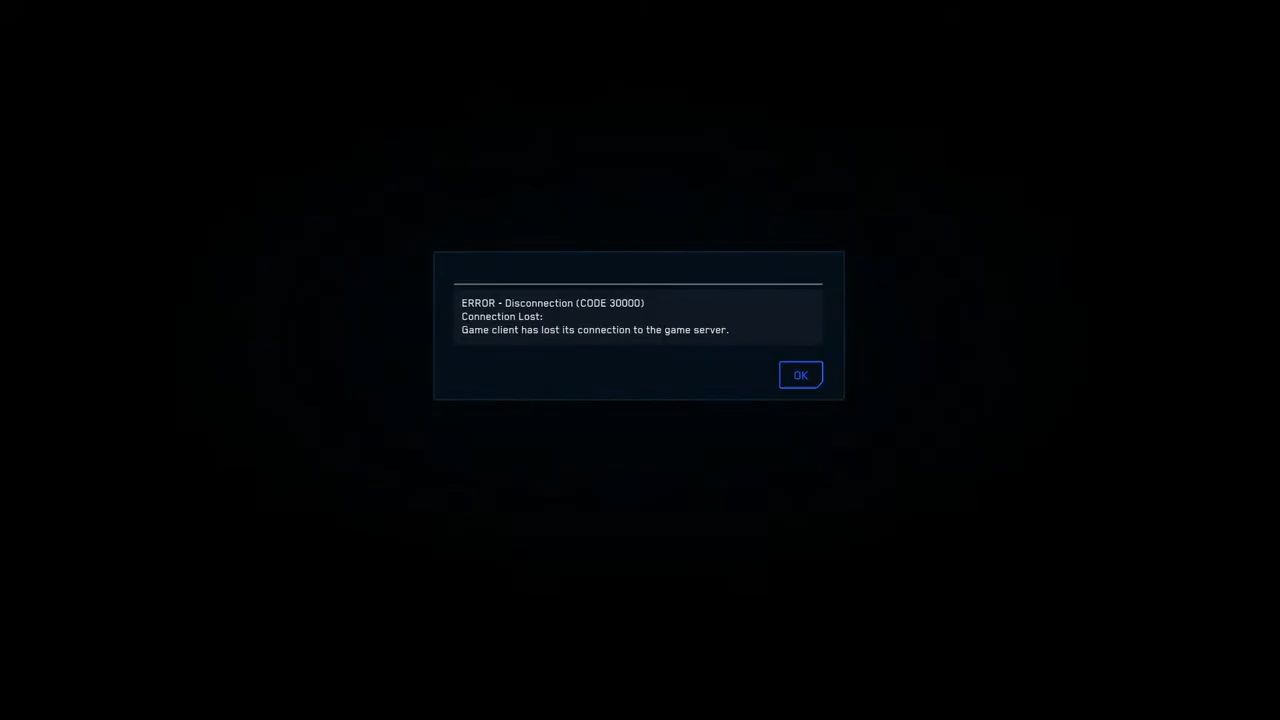 ERROR - Disconnection (CODE 30000)
Connection Lost:
Game client has lost its connection to the game server.
OK